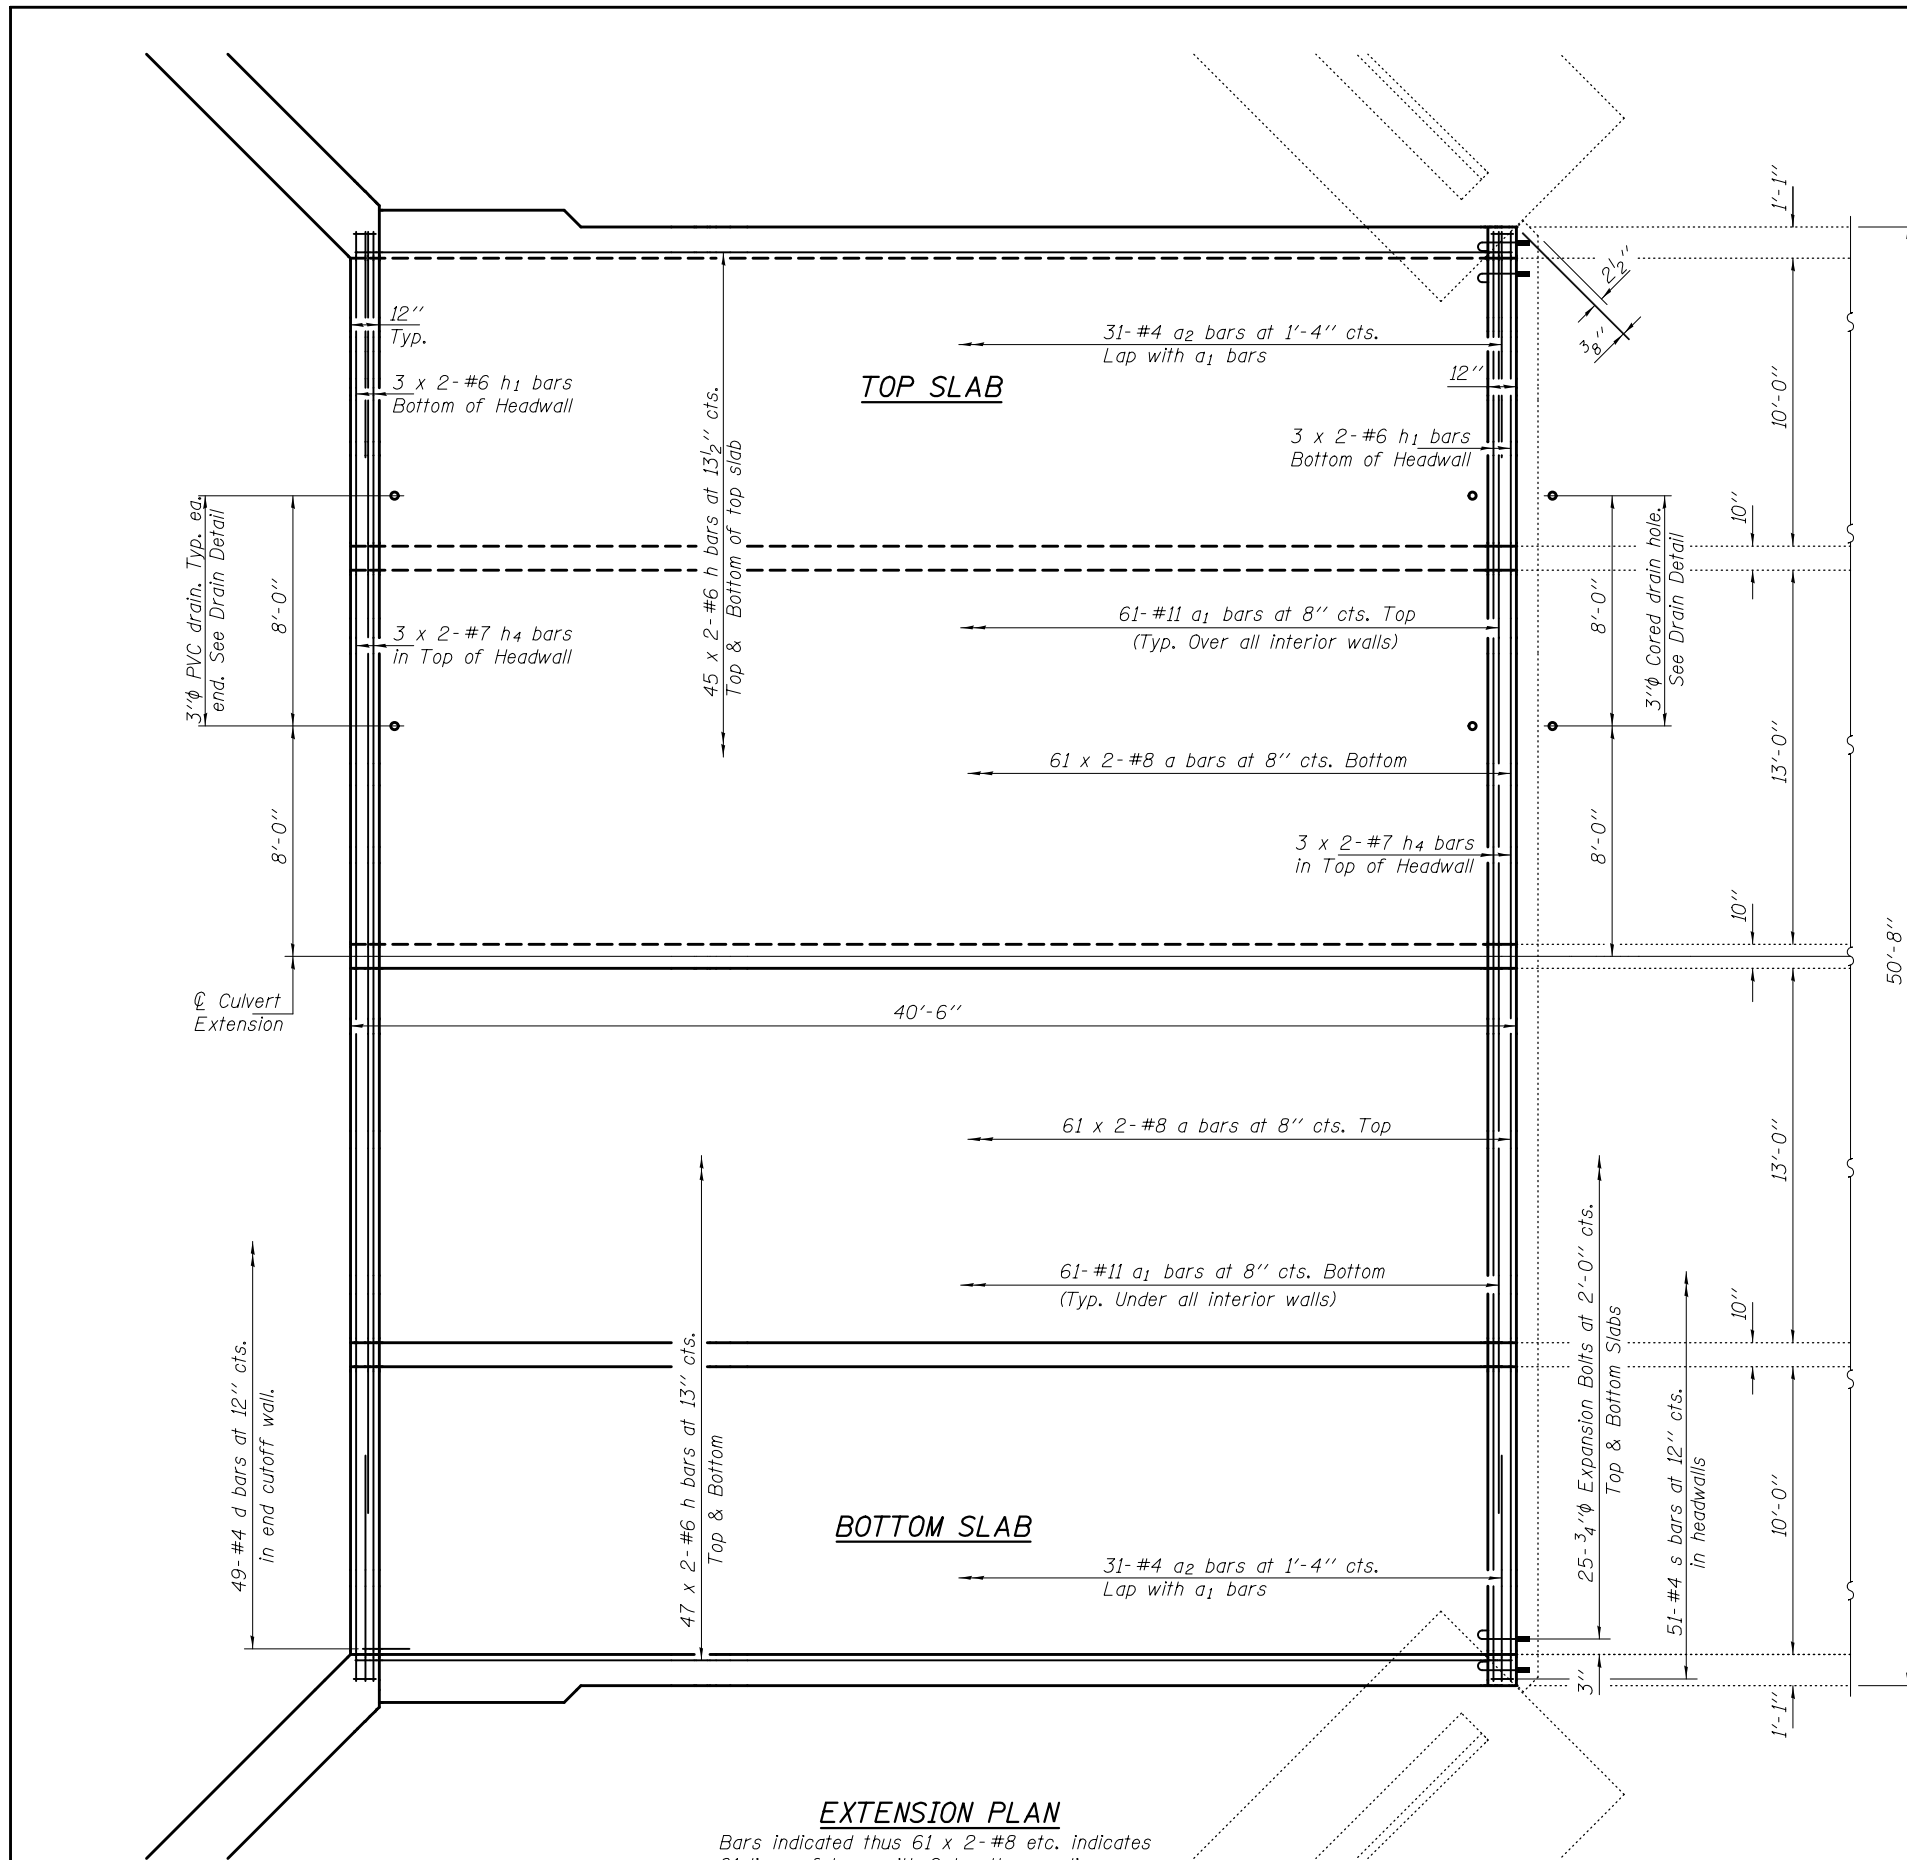 1'-1"
2½"
⅜"
12"
Typ.
31-#4 a2 bars at 1'-4" cts.
Lap with a1 bars
TOP SLAB
12"
10'-0"
3 x 2-#6 h1 bars
Bottom of Headwall
45 x 2-#6 h bars at 13½" cts.
Top & Bottom of top slab
3 x 2-#6 h1 bars
Bottom of Headwall
3"ϕ PVC drain. Typ. ea.
end. See Drain Detail
8'-0"
10"
3"ϕ Cored drain hole.
See Drain Detail
8'-0"
61-#11 a1 bars at 8" cts. Top
(Typ. Over all interior walls)
3 x 2-#7 h4 bars
in Top of Headwall
13'-0"
61 x 2-#8 a bars at 8" cts. Bottom
8'-0"
3 x 2-#7 h4 bars
in Top of Headwall
8'-0"
10"
50'-8"
℄ Culvert
Extension
40'-6"
61 x 2-#8 a bars at 8" cts. Top
13'-0"
61-#11 a1 bars at 8" cts. Bottom
(Typ. Under all interior walls)
10"
25-¾"ϕ Expansion Bolts at 2'-0" cts.
Top & Bottom Slabs
49-#4 d bars at 12" cts.
in end cutoff wall.
47 x 2-#6 h bars at 13" cts.
Top & Bottom
51-#4 s bars at 12" cts.
in headwalls
10'-0"
BOTTOM SLAB
31-#4 a2 bars at 1'-4" cts.
Lap with a1 bars
3"
1'-1"
EXTENSION PLAN
Bars indicated thus 61 x 2-#8 etc. indicates